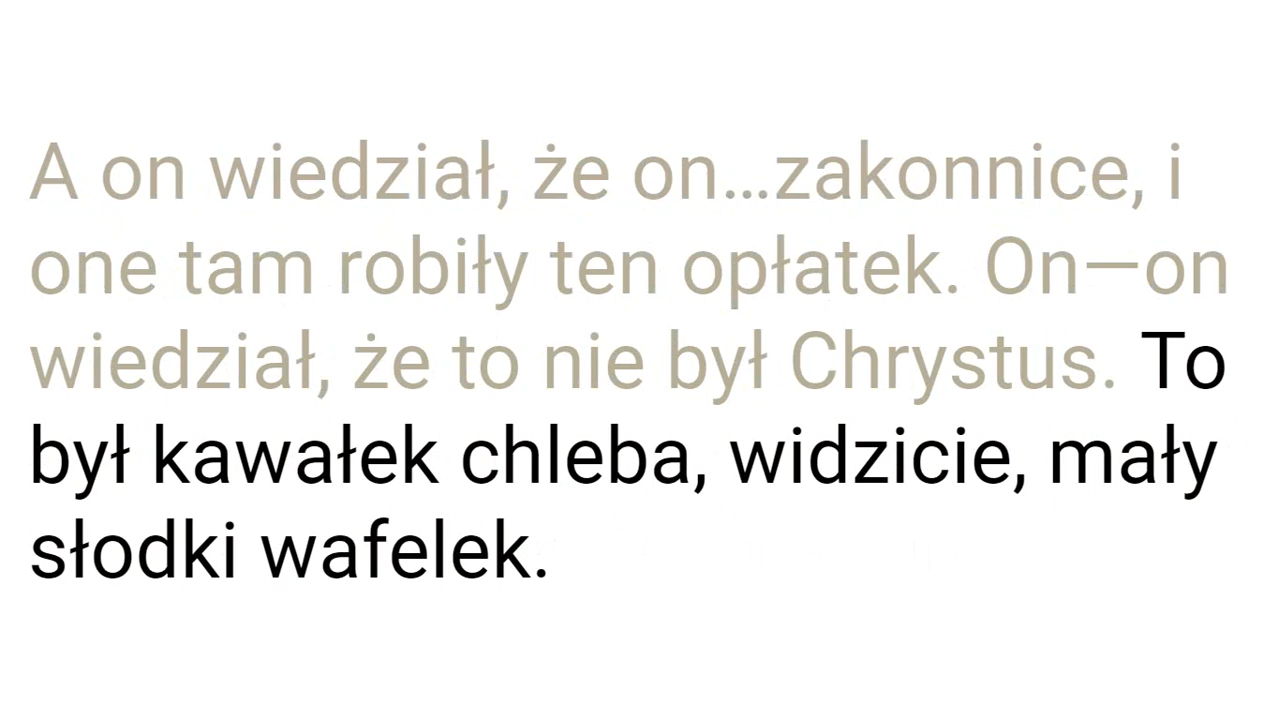 A on wiedział, że on...zakonnice, i
one tam robiły ten opłatek. On—on
wiedział, że to nie był Chrystus. To
był kawałek chleba, widzicie, mały
słodki wafelek.